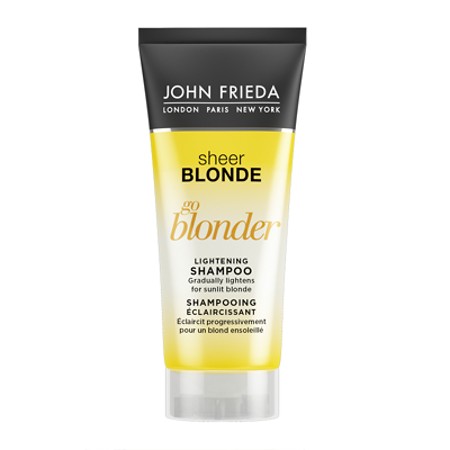 JOHN FRIEDA
LONDON PARIS NEW YORK
sheer
BLONDE
go
blonder
LIGHTENING
SHAMPOO
Gradually lightens
for sunlit blonde
SHAMPOOING
ÉCLAIRCISSANT
Éclaircit progressivement
pour un blond ensoleillé